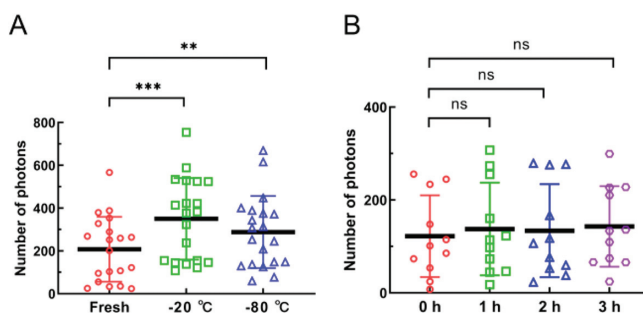 A
**
***
Number of photons
800
600
400
200
0
Fresh
-20 ℃
-80 ℃
B
ns
ns
ns
Number of photons
400
200
0
0 h
1 h
2 h
3 h